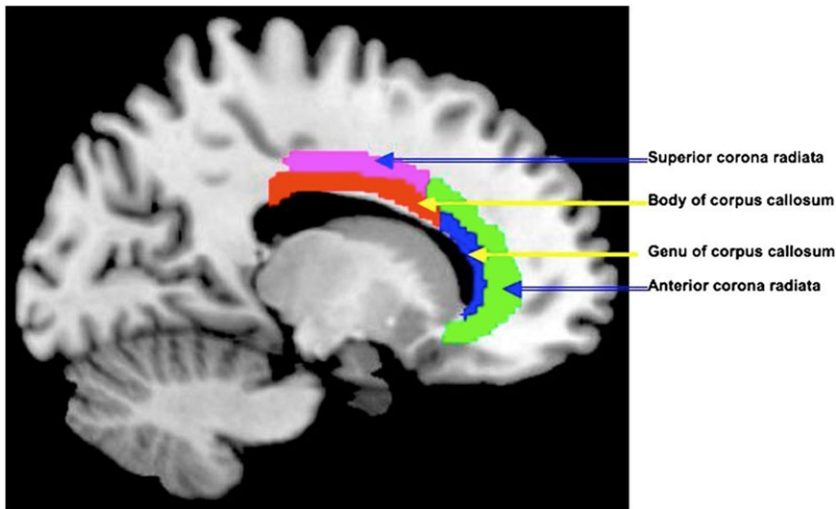 Superior corona radiata
Body of corpus callosum
Genu of corpus callosum
Anterior corona radiata